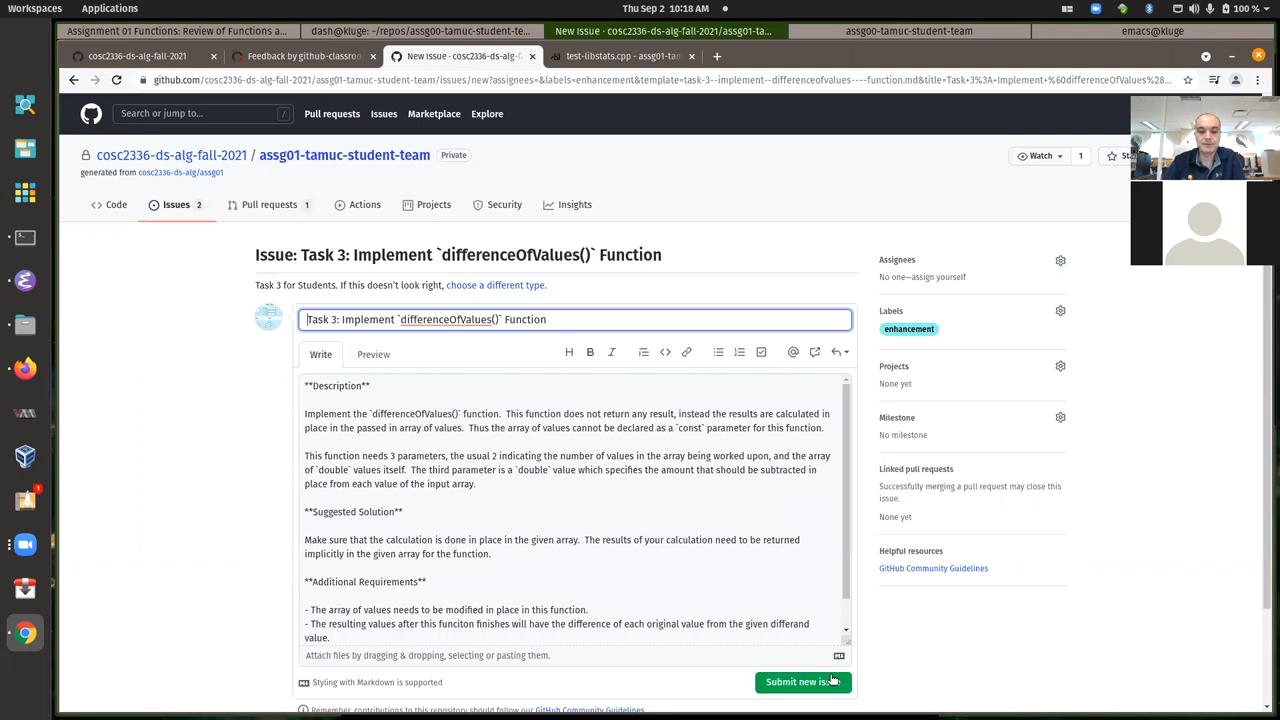 Workspaces
Applications
Thu Sep 2 10:18 AM
100 %
Assignment 01 Functions: Review of Functions a...
dash@kluge: ~/repos/assg00-tamuc-student-te...
New Issue · cosc2336-ds-alg-fall-2021/assg01-ta...
assg00-tamuc-student-team
emacs@kluge
cosc2336-ds-alg-fall-2021
Feedback by github-classroo
New Issue · cosc2336-ds-alg-fa
test-libstats.cpp - assg01-tam
github.com/cosc2336-ds-alg-fall-2021/assg01-tamuc-student-team/issues/new?assignees=&labels=enhancement&template=task-3--implement--differenceofvalues----function.md&title=Task+3%3A+Implement+%60differenceOfValues%28...
Search or jump to...
/
Pull requests
Issues
Marketplace
Explore
cosc2336-ds-alg-fall-2021 / assg01-tamuc-student-team
Private
Watch
1
generated from cosc2336-ds-alg/assg01
Code
Issues 2
Pull requests 1
Actions
Projects
Security
Insights
Issue: Task 3: Implement `differenceOfValues()` Function
Task 3 for Students. If this doesn't look right, choose a different type.
Task 3: Implement `differenceOfValues()` Function
Write
Preview
**Description**
Implement the `differenceOfValues()` function. This function does not return any result, instead the results are calculated in
place in the passed in array of values. Thus the array of values cannot be declared as a `const` parameter for this function.
This function needs 3 parameters, the usual 2 indicating the number of values in the array being worked upon, and the array
of `double` values itself. The third parameter is a `double` value which specifies the amount that should be subtracted in
place from each value of the input array.
**Suggested Solution**
Make sure that the calculation is done in place in the given array. The results of your calculation need to be returned
implicitly in the given array for the function.
**Additional Requirements**
- The array of values needs to be modified in place in this function.
- The resulting values after this funciton finishes will have the difference of each original value from the given differand
value.
Attach files by dragging & dropping, selecting or pasting them.
Styling with Markdown is supported
Submit new
Remember, contributions to this repository should follow our GitHub Community Guidelines
Assignees
No one—assign yourself
Labels
enhancement
Projects
None yet
Milestone
No milestone
Linked pull requests
Successfully merging a pull request may close this
issue.
None yet
Helpful resources
GitHub Community Guidelines